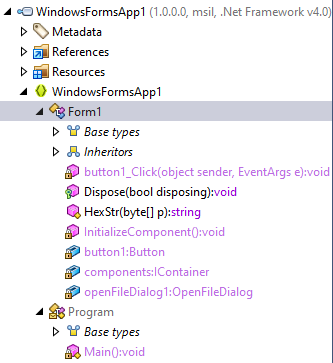 WindowsFormsApp1 (1.0.0.0, msil, .Net Framework v4.0)
Metadata
References
Resources
WindowsFormsApp1
Form1
Base types
Inheritors
button1_Click(object sender, EventArgs e):void
Dispose(bool disposing):void
HexStr(byte[] p):string
InitializeComponent():void
button1:Button
components:IContainer
openFileDialog1:OpenFileDialog
Program
Base types
Main():void